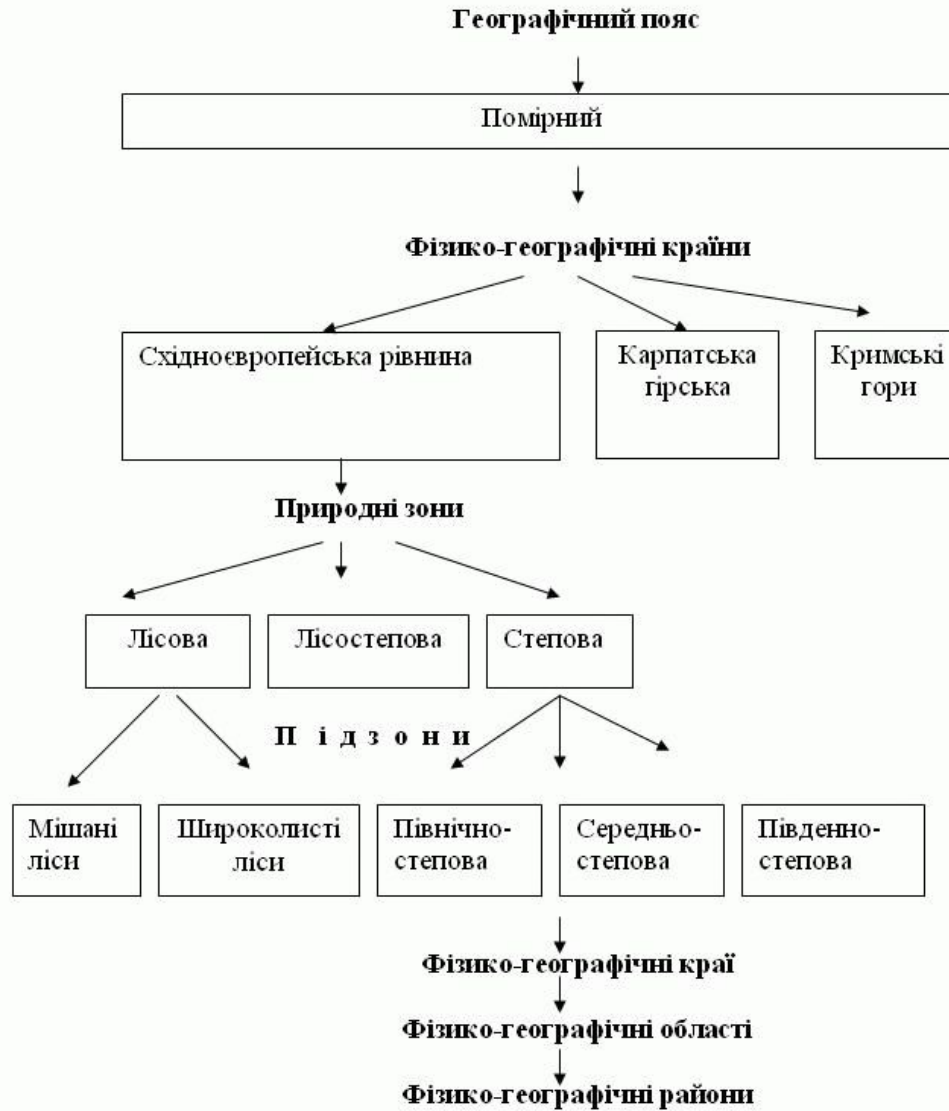 Географічний пояс
Помірний
Фізико-географічні країни
Східноєвропейська рівнина
Карпатська
гірська
Кримські
гори
Природні зони
Лісова
Лісостепова
Степова
П і д з о н и
Мішані
ліси
Широколисті
ліси
Північно-
степова
Середньо-
степова
Південно-
степова
Фізико-географічні краї
Фізико-географічні області
Фізико-географічні райони